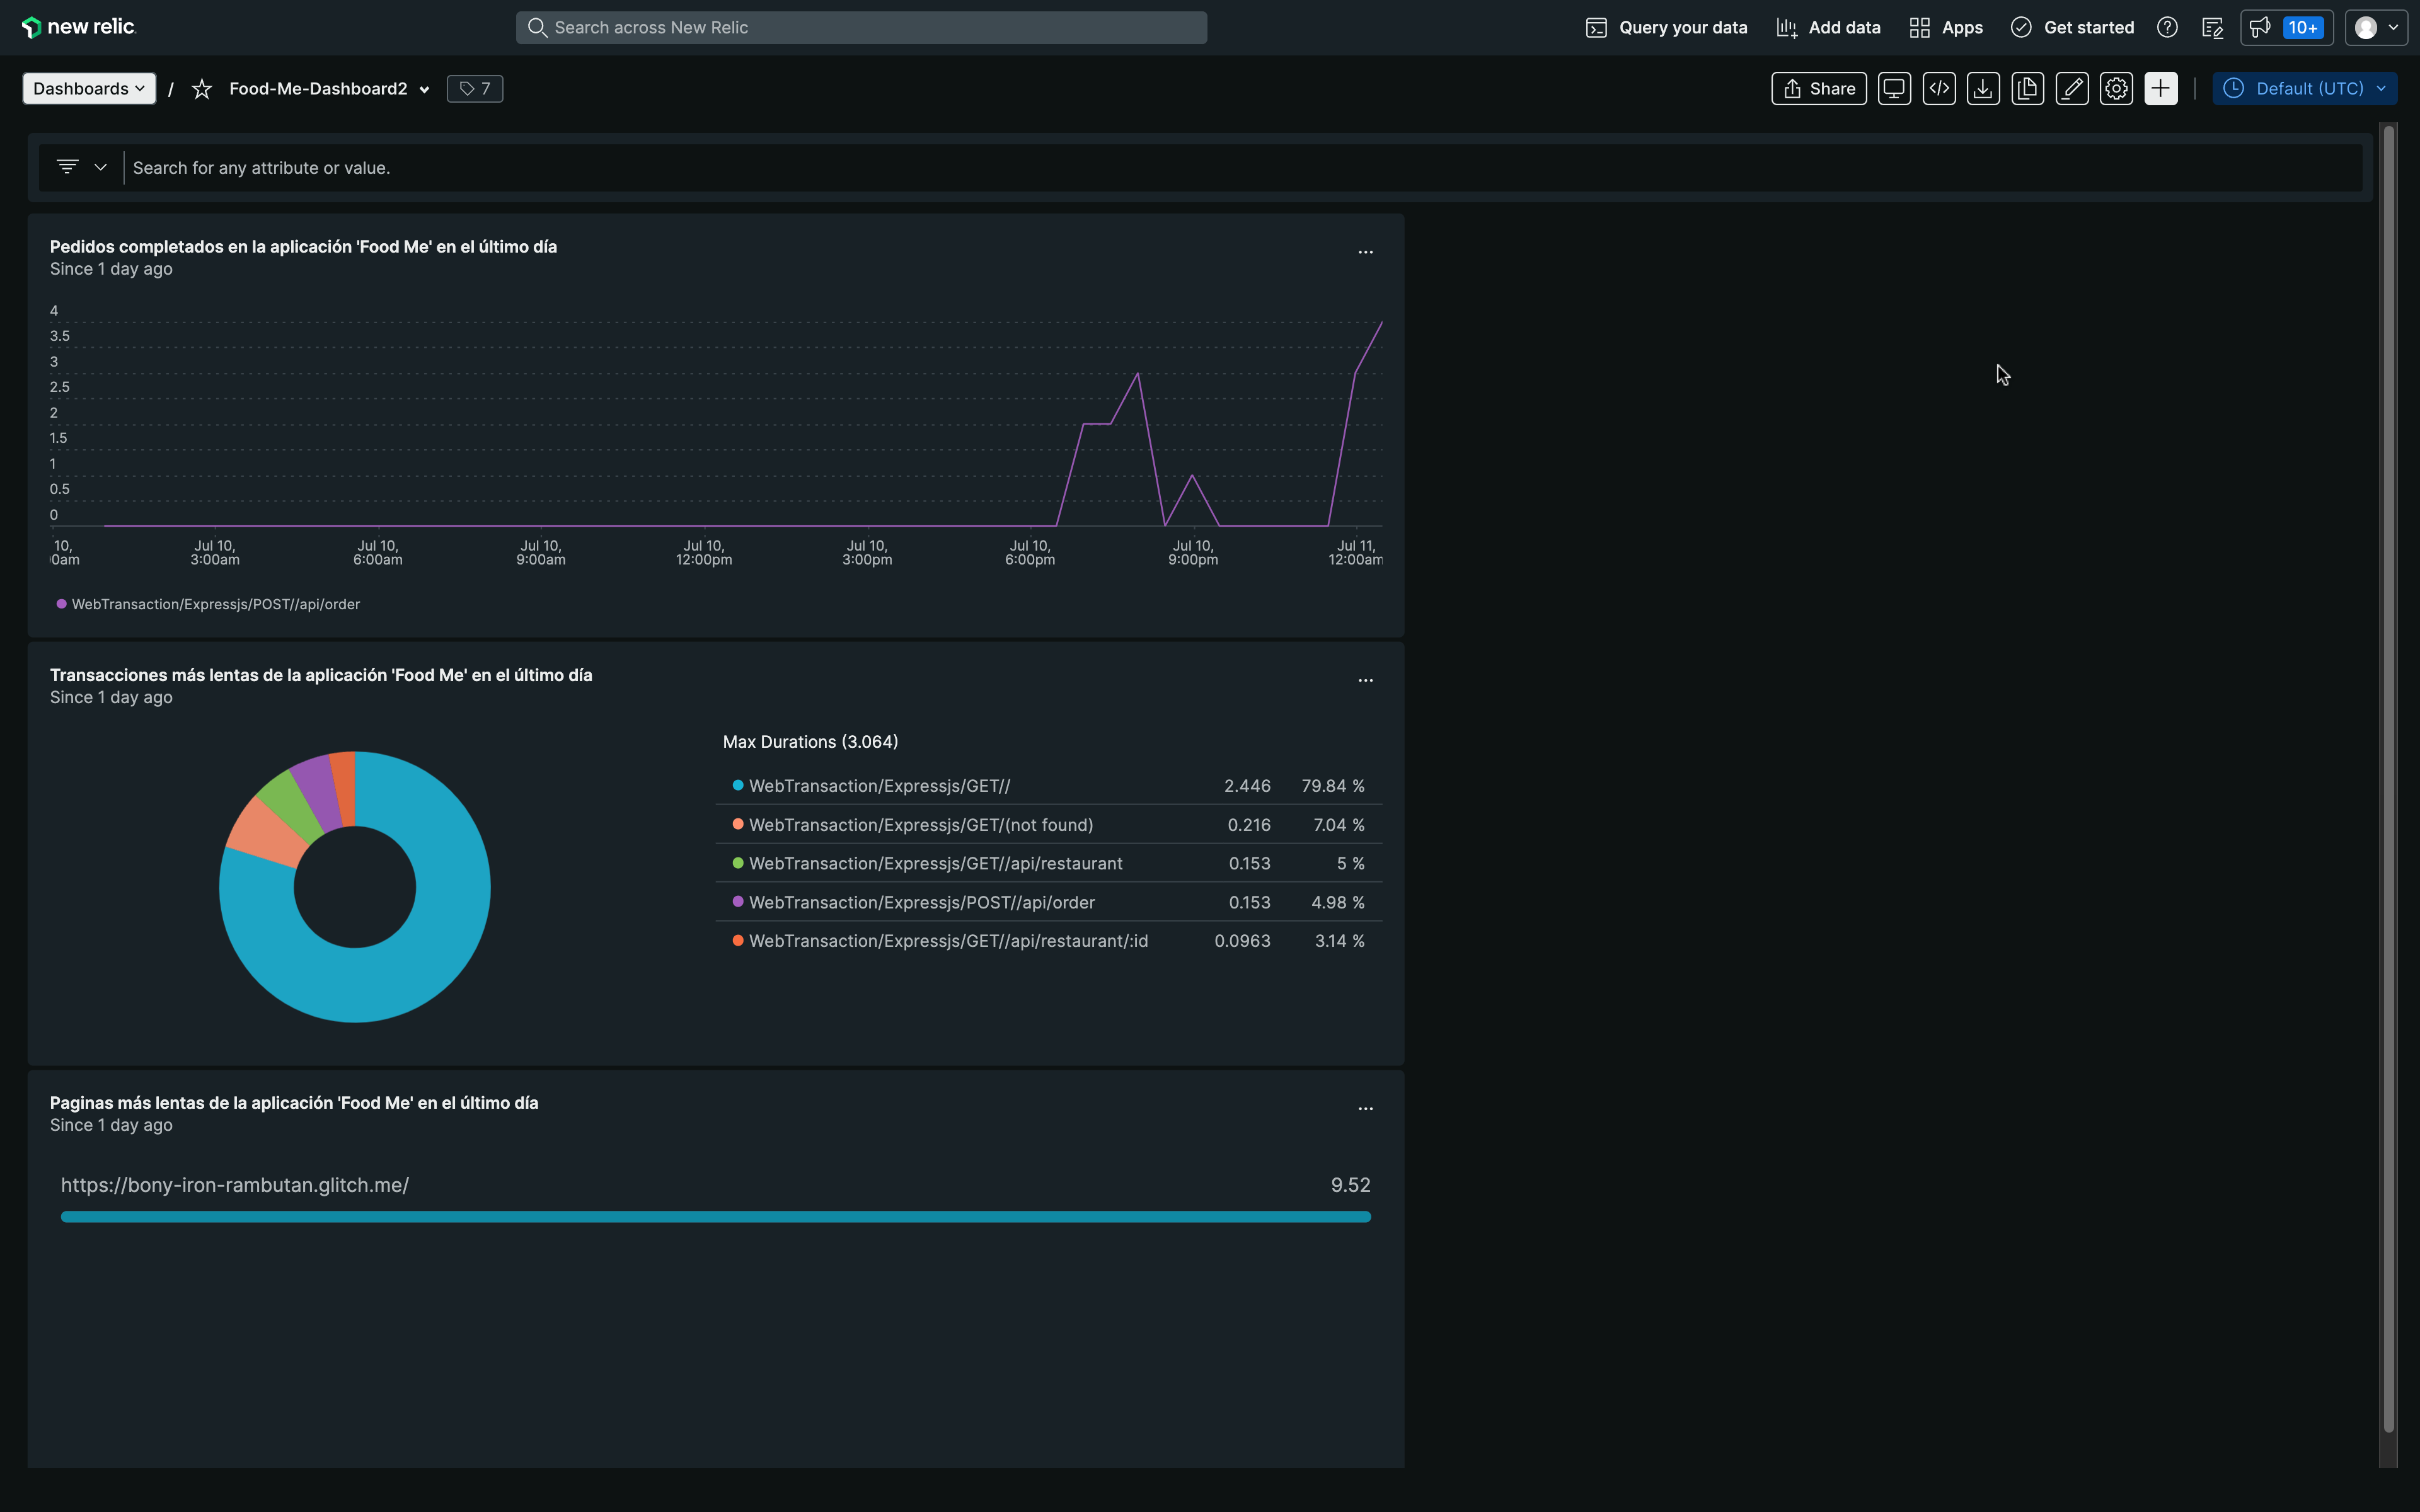 new relic
Search across New Relic
Query your data
Add data
Apps
Get started
10+
Dashboards
/
Food-Me-Dashboard2
7
Share
Default (UTC)
Search for any attribute or value.
Pedidos completados en la aplicación 'Food Me' en el último día
Since 1 day ago
...
4
3.5
3
2.5
2
1.5
1
0.5
0
10, Jul 10, Jul 10, Jul 10, Jul 10, Jul 10, Jul 10, Jul 10, Jul 11,
0am 3:00am 6:00am 9:00am 12:00pm 3:00pm 6:00pm 9:00pm 12:00am
WebTransaction/Expressjs/POST//api/order
Transacciones más lentas de la aplicación 'Food Me' en el último día
Since 1 day ago
...
Max Durations (3.064)
WebTransaction/Expressjs/GET// 2.446 79.84 %
WebTransaction/Expressjs/GET/(not found) 0.216 7.04 %
WebTransaction/Expressjs/GET//api/restaurant 0.153 5 %
WebTransaction/Expressjs/POST//api/order 0.153 4.98 %
WebTransaction/Expressjs/GET//api/restaurant/:id 0.0963 3.14 %
Paginas más lentas de la aplicación 'Food Me' en el último día
Since 1 day ago
...
https://bony-iron-rambutan.glitch.me/ 9.52